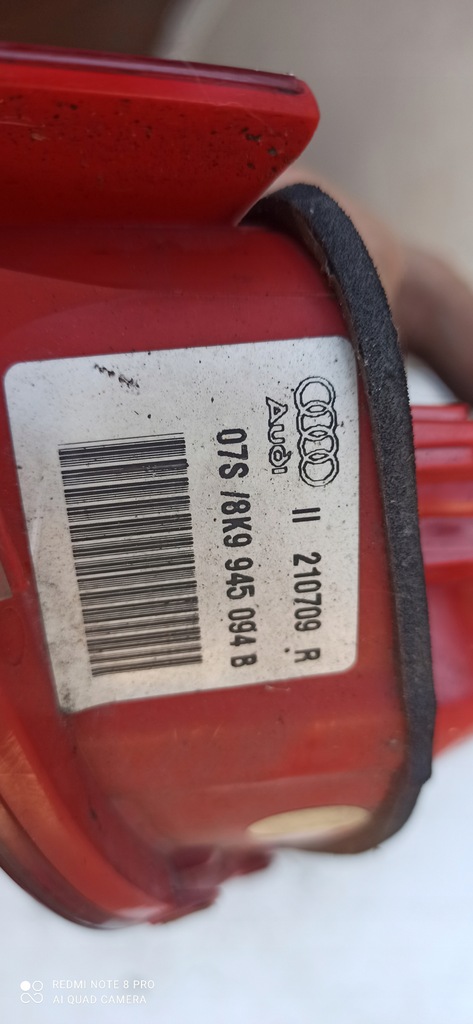 Audi
II 210709 R
07S /8K9 945 094 B
REDMI NOTE 8 PRO
AI QUAD CAMERA